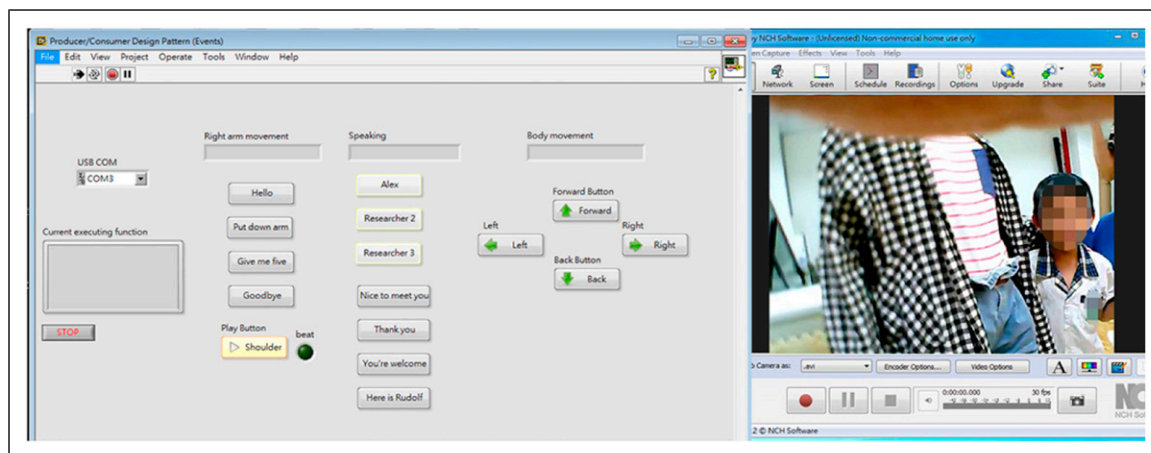 Producer/Consumer Design Pattern (Events)
File Edit View Project Operate Tools Window Help
?
Right arm movement
Speaking
Body movement
USB COM
COM3
Hello
Put down arm
Give me five
Goodbye
Play Button
Shoulder
beat
Current executing function
STOP
Alex
Researcher 2
Researcher 3
Nice to meet you
Thank you
You're welcome
Here is Rudolf
Forward Button
Forward
Left
Left
Right
Right
Back Button
Back
by NCH Software - (Unlicensed) Non-commercial home use only
Capture Effects View Tools Help
Network Screen Schedule Recordings Options Upgrade Share Suite
Camera as: .avi Encoder Options... Video Options A
0:00:00.000 30 fps
NCH Software